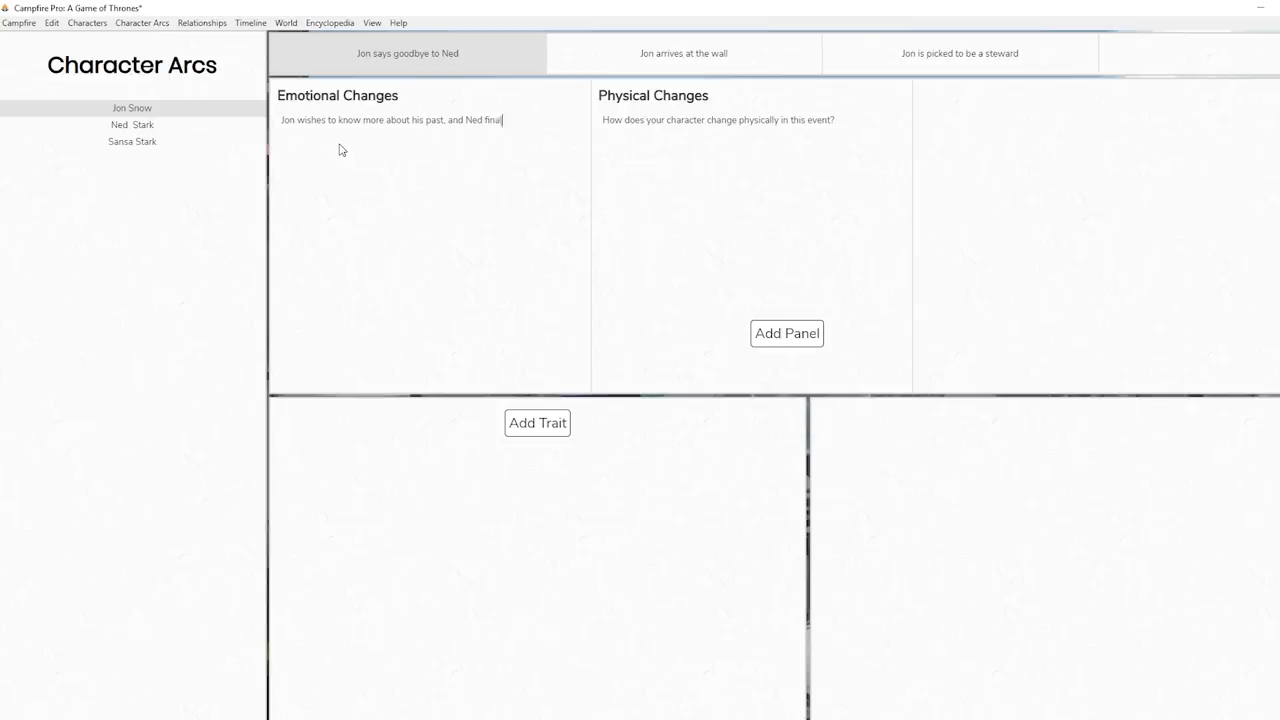 Campfire Pro: A Game of Thrones*
Campfire Edit Characters Character Arcs Relationships Timeline World Encyclopedia View Help
Character Arcs
Jon Snow
Ned Stark
Sansa Stark
Jon says goodbye to Ned
Jon arrives at the wall
Jon is picked to be a steward
Emotional Changes
Jon wishes to know more about his past, and Ned final
Physical Changes
How does your character change physically in this event?
Add Panel
Add Trait